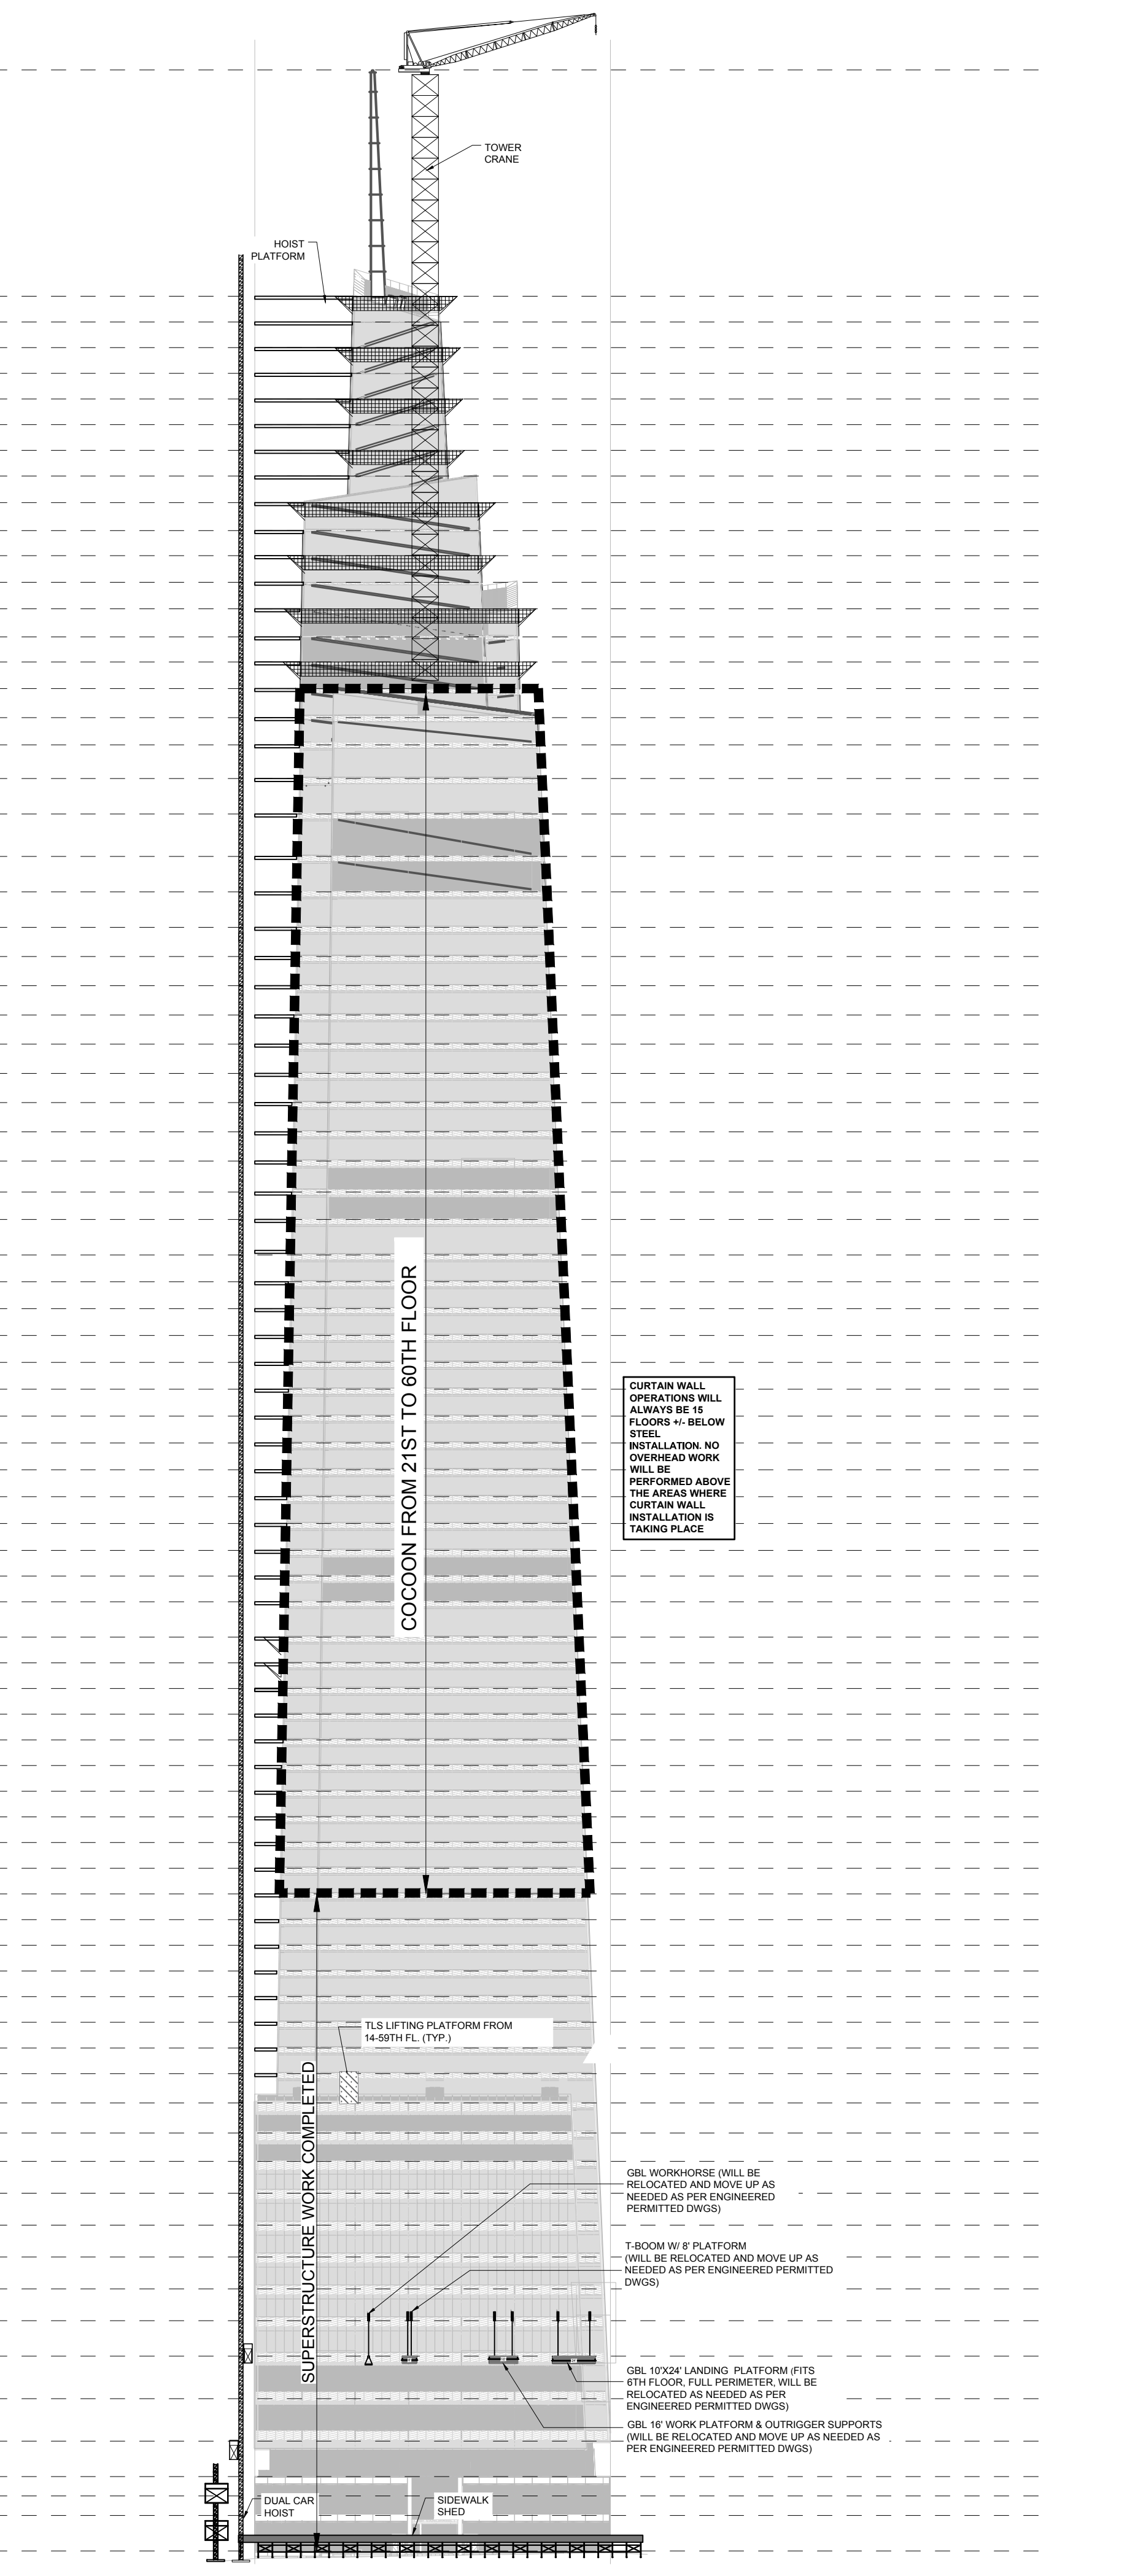 TOWER
CRANE
HOIST
PLATFORM
COCOON FROM 21ST TO 60TH FLOOR
CURTAIN WALL
OPERATIONS WILL
ALWAYS BE 15
FLOORS +/- BELOW
STEEL
INSTALLATION. NO
OVERHEAD WORK
WILL BE
PERFORMED ABOVE
THE AREAS WHERE
CURTAIN WALL
INSTALLATION IS
TAKING PLACE
TLS LIFTING PLATFORM FROM
14-59TH FL. (TYP.)
SUPERSTRUCTURE WORK COMPLETED
GBL WORKHORSE (WILL BE
RELOCATED AND MOVE UP AS
NEEDED AS PER ENGINEERED
PERMITTED DWGS)
T-BOOM W/ 8' PLATFORM
(WILL BE RELOCATED AND MOVE UP AS
NEEDED AS PER ENGINEERED PERMITTED
DWGS)
GBL 10'X24' LANDING PLATFORM (FITS
6TH FLOOR, FULL PERIMETER, WILL BE
RELOCATED AS NEEDED AS PER
ENGINEERED PERMITTED DWGS)
GBL 16' WORK PLATFORM & OUTRIGGER SUPPORTS
(WILL BE RELOCATED AND MOVE UP AS NEEDED AS
PER ENGINEERED PERMITTED DWGS)
DUAL CAR
HOIST
SIDEWALK
SHED